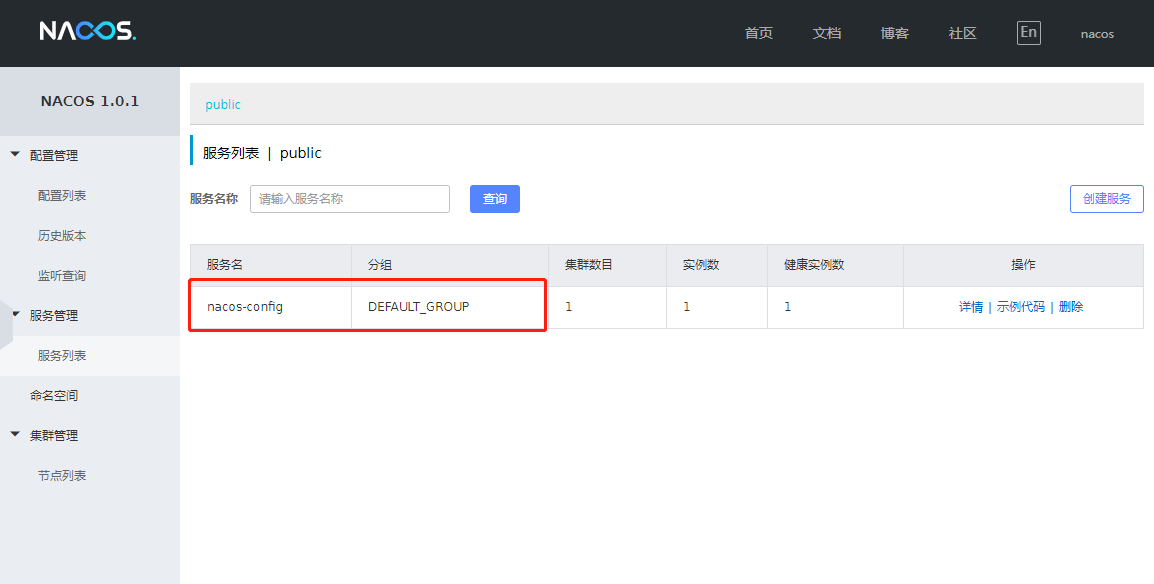 NACOS.
首页 文档 博客 社区 En nacos
NACOS 1.0.1
配置管理
配置列表
历史版本
监听查询
服务管理
服务列表
命名空间
集群管理
节点列表
public
服务列表 | public
服务名称 请输入服务名称 查询 创建服务
服务名 分组 集群数目 实例数 健康实例数 操作
nacos-config DEFAULT_GROUP 1 1 1 详情 | 示例代码 | 删除